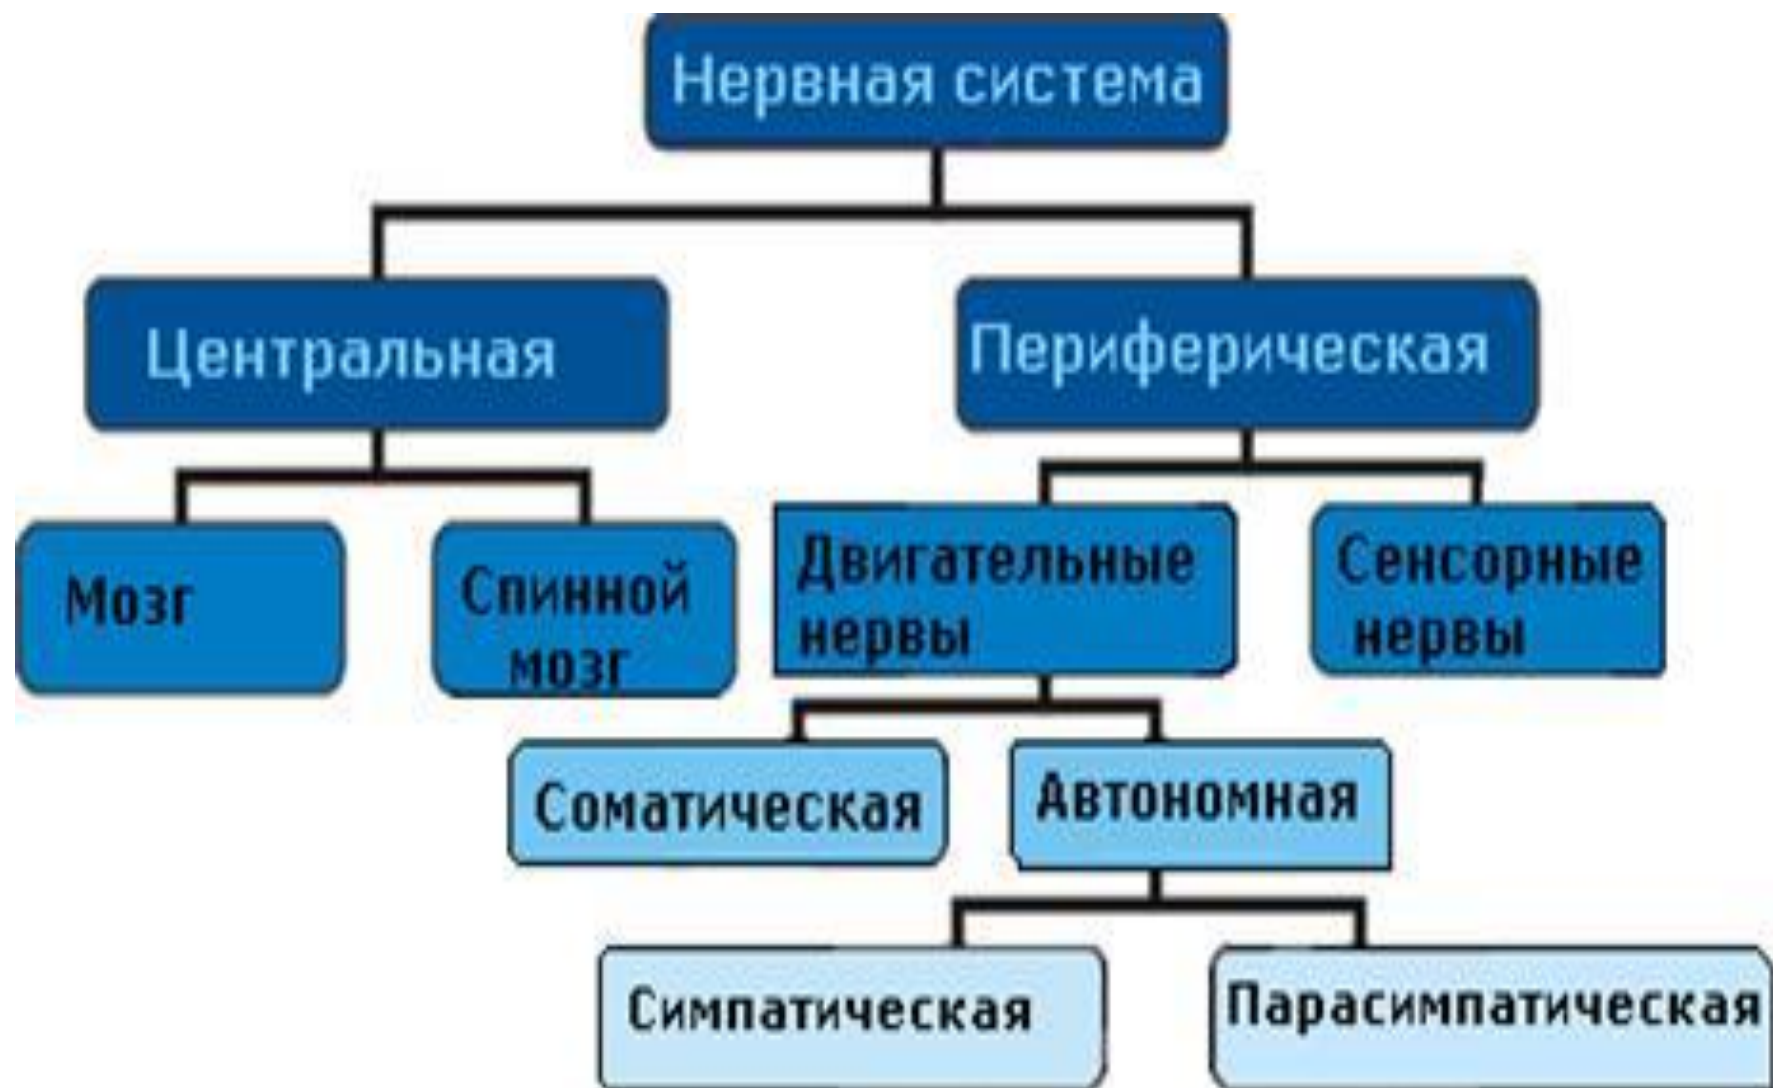 Нервная система
Центральная
Периферическая
Мозг
Спинной
мозг
Двигательные
нервы
Сенсорные
нервы
Соматическая
Автономная
Симпатическая
Парасимпатическая